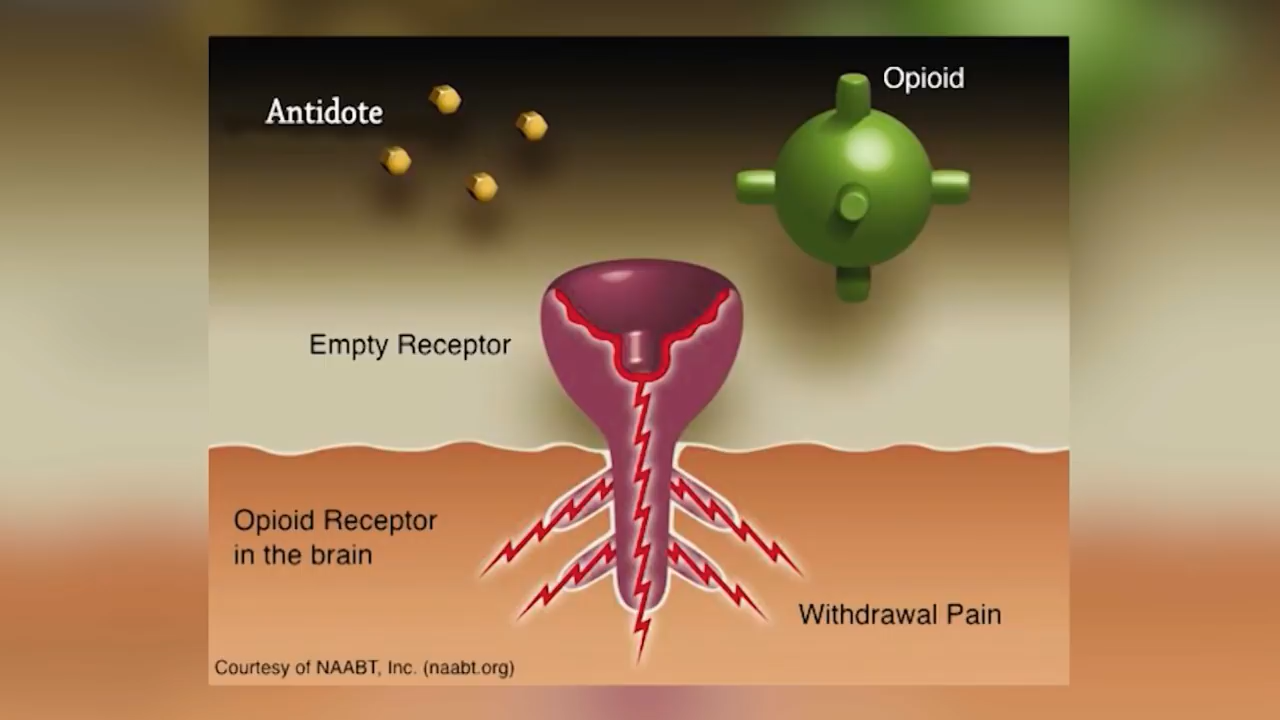 Antidote
Opioid
Empty Receptor
Opioid Receptor
in the brain
Withdrawal Pain
Courtesy of NAABT, Inc. (naabt.org)